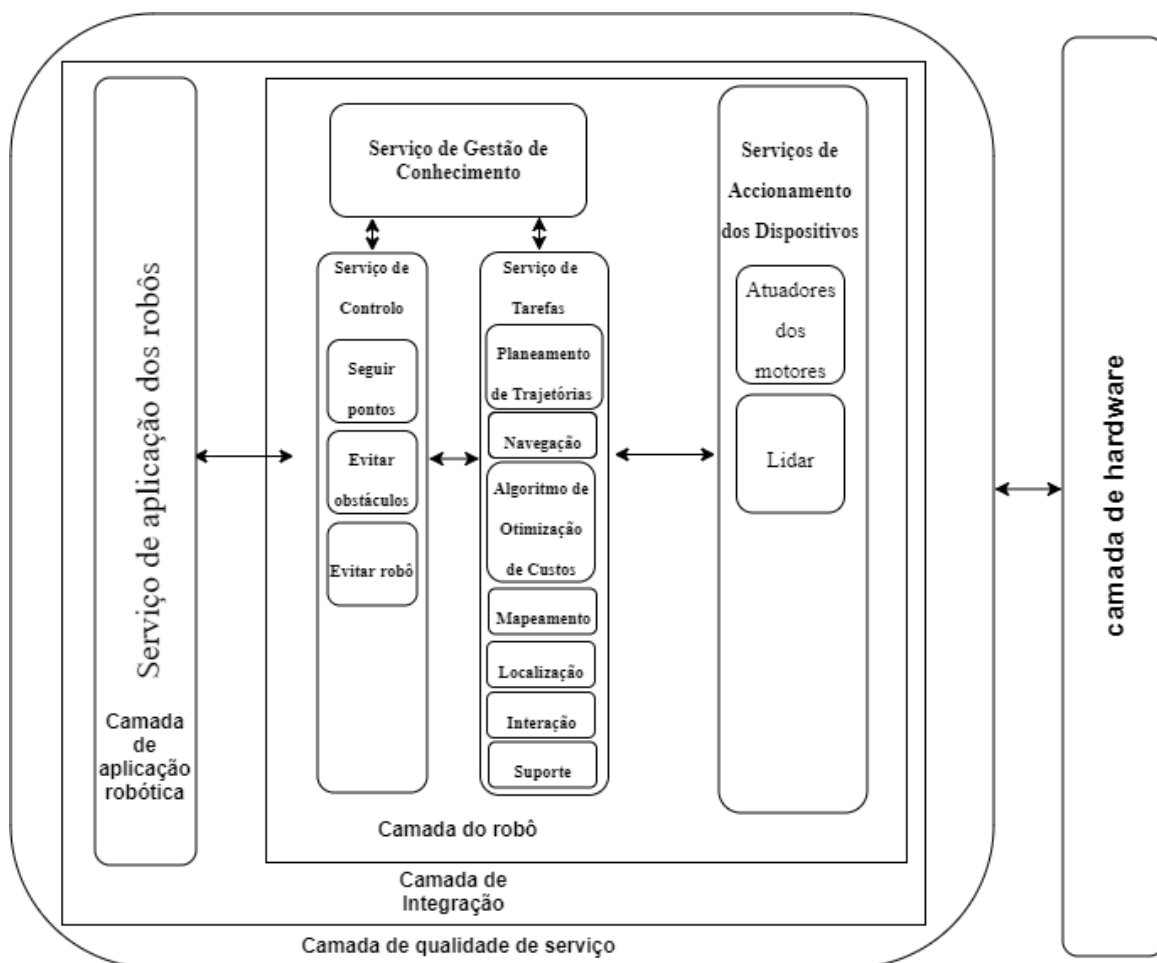 Serviço de aplicação dos robôs
Camada
de
aplicação
robótica
Serviço de Gestão de
Conhecimento
Serviço de
Controlo
Seguir
pontos
Evitar
obstáculos
Evitar robô
Serviço de
Tarefas
Planeamento
de Trajetórias
Navegação
Algoritmo de
Otimização
de Custos
Mapeamento
Localização
Interação
Suporte
Serviços de
Accionamento
dos Dispositivos
Atuadores
dos
motores
Lidar
Camada do robô
Camada de
Integração
Camada de qualidade de serviço
camada de hardware